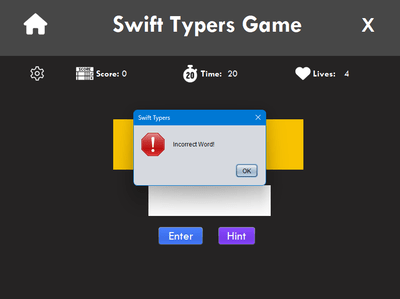 Swift Typers Game X
SCORE Score: 0 20 Time: 20 Lives: 4
Swift Typers
Incorrect Word!
OK
Enter Hint